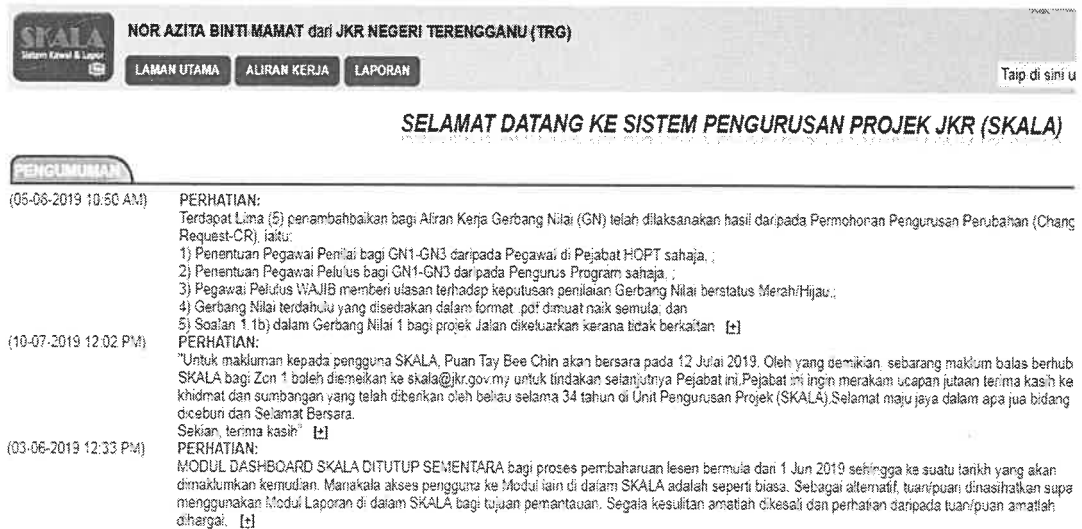 SKALA
Sistem Kawal & Lapor
NOR AZITA BINTI MAMAT dari JKR NEGERI TERENGGANU (TRG)
LAMAN UTAMA ALIRAN KERJA LAPORAN
Taip di sini u
SELAMAT DATANG KE SISTEM PENGURUSAN PROJEK JKR (SKALA)
PENGUMUMAN
10:50 AM) PERHATIAN:
Terdapat Lima (5) penambahbaikan bagi Aliran Kerja Gerbang Nilai (GN) telah dilaksanakan hasil daripada Permohonan Pengurusan Perubahan (Chang
Request-CR), iaitu:
1) Penentuan Pegawai Penilai bagi GN1-GN3 daripada Pegawai di Pejabat HOPT sahaja, ;
2) Penentuan Pegawai Pelulus bagi GN1-GN3 daripada Pengurus Program sahaja, ;
3) Pegawai Pelulus WAJIB memberi ulasan terhadap keputusan penilaian Gerbang Nilai berstatus Merah/Hijau,;
4) Gerbang Nilai terdahulu yang disediakan dalam format .pdf dimuat naik semula; dan
5) Soalan 1.1b) dalam Gerbang Nilai 1 bagi projek Jalan dikeluarkan kerana tidak berkaitan [+]
(10-07-2019 12:02 PM) PERHATIAN:
"Untuk makluman kepada pengguna SKALA, Puan Tay Bee Chin akan bersara pada 12 Julai 2019. Oleh yang demikian, sebarang maklum balas berhub
SKALA bagi Zon 1 boleh diemelkan ke skala@jkr.gov.my untuk tindakan selanjutnya Pejabat ini.Pejabat ini ingin merakam ucapan jutaan terima kasih ke
khidmat dan sumbangan yang telah diberikan oleh beliau selama 34 tahun di Unit Pengurusan Projek (SKALA).Selamat maju jaya dalam apa jua bidang
diceburi dan Selamat Bersara.
Sekian, terima kasih" [+]
(03-06-2019 12:33 PM) PERHATIAN:
MODUL DASHBOARD SKALA DITUTUP SEMENTARA bagi proses pembaharuan lesen bermula dari 1 Jun 2019 sehingga ke suatu tarikh yang akan
dimaklumkan kemudian. Manakala akses pengguna ke Modul lain di dalam SKALA adalah seperti biasa. Sebagai alternatif, tuan/puan dinasihatkan supa
menggunakan Modul Laporan di dalam SKALA bagi tujuan pemantauan. Segala kesulitan amatlah dikesali dan perhatian daripada tuan/puan amatlah
dihargai. [+]